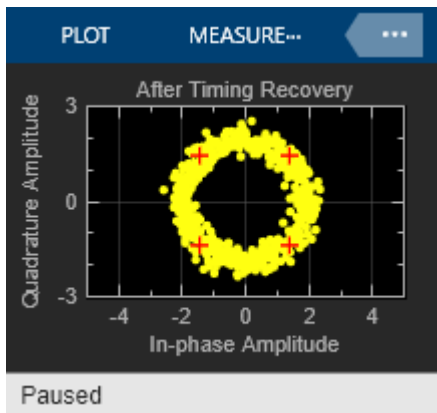 PLOT MEASURE... ...
After Timing Recovery
Quadrature Amplitude
3
0
-3
-4 -2 0 2 4
In-phase Amplitude
Paused